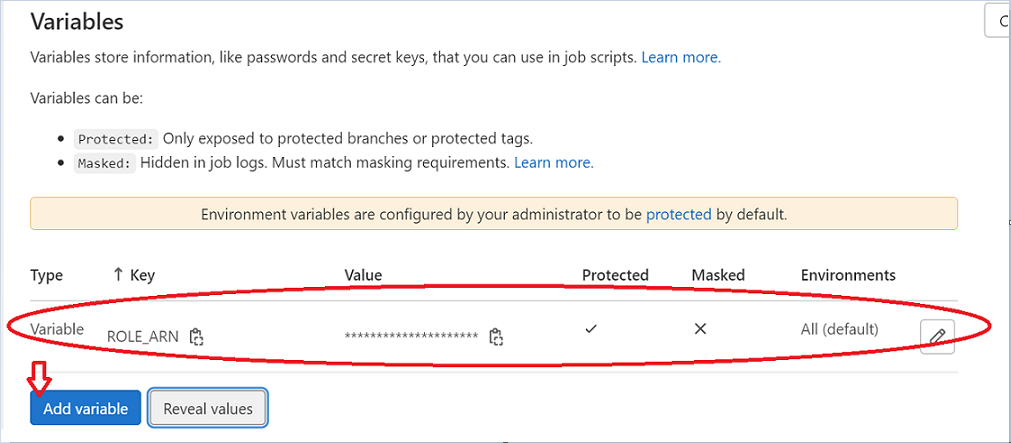 Variables
Variables store information, like passwords and secret keys, that you can use in job scripts. Learn more.
Variables can be:
Protected: Only exposed to protected branches or protected tags.
Masked: Hidden in job logs. Must match masking requirements. Learn more.
Environment variables are configured by your administrator to be protected by default.
Type ↑ Key Value Protected Masked Environments
Variable ROLE_ARN ********************* ✓ ✕ All (default)
Add variable Reveal values